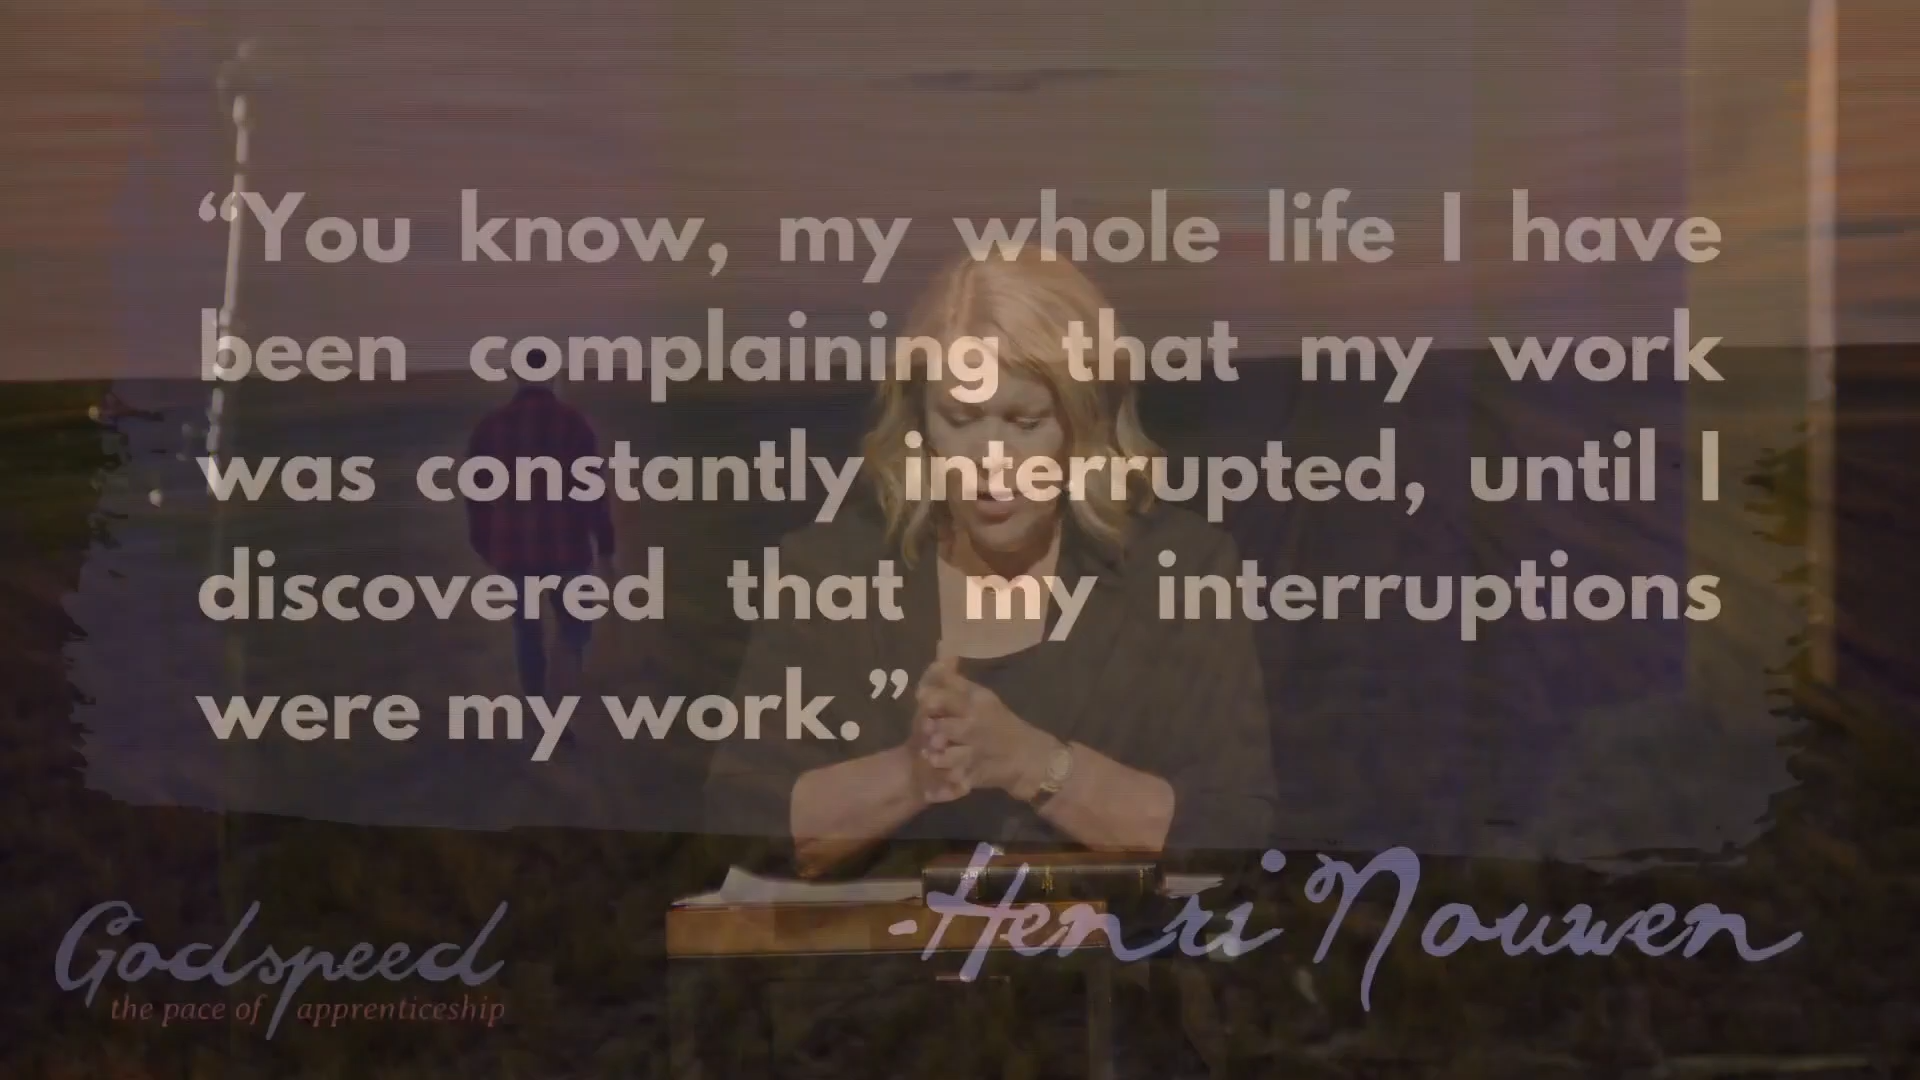 “You know, my whole life I have
been complaining that my work
was constantly interrupted, until I
discovered that my interruptions
were my work.”
-Henri Nouwen
Godspeed
the pace of apprenticeship